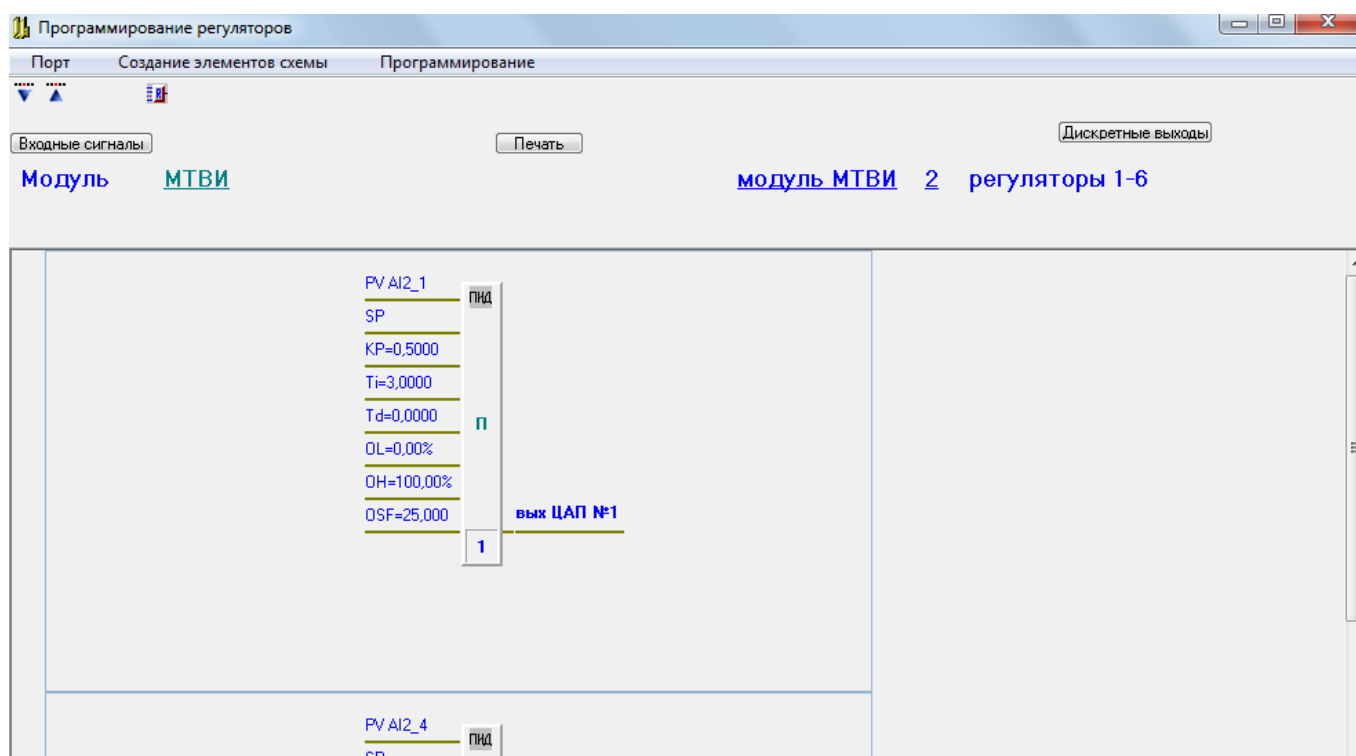 Программирование регуляторов
Порт Создание элементов схемы Программирование
Дискретные выходы
Входные сигналы Печать
Модуль МТВИ модуль МТВИ 2 регуляторы 1-6
PV AI2_1
ПИД
SP
KP=0,5000
Ti=3,0000
Td=0,0000
П
OL=0,00%
OH=100,00%
OSF=25,000 вых ЦАП №1
1
PV AI2_4
ПИД
SP